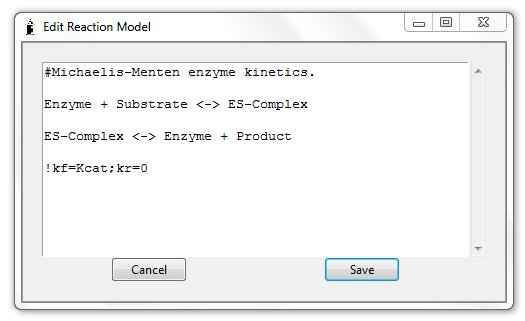 Edit Reaction Model
#Michaelis-Menten enzyme kinetics.
Enzyme + Substrate <-> ES-Complex
ES-Complex <-> Enzyme + Product
!kf=Kcat;kr=0
Cancel
Save